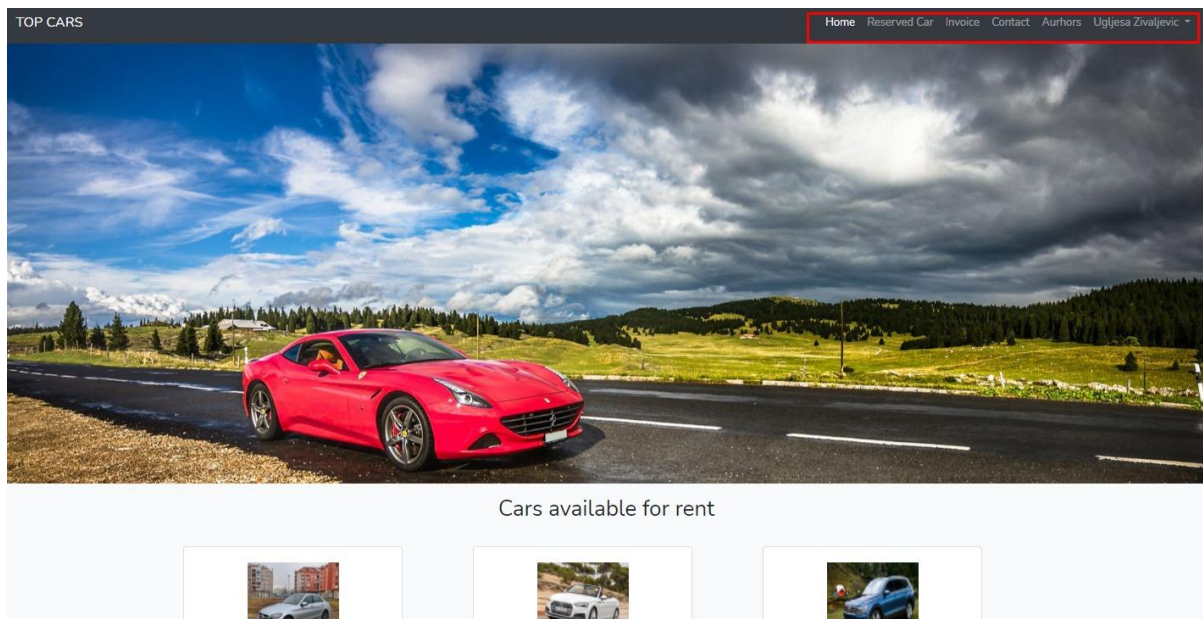 TOP CARS
Home Reserved Car Invoice Contact Aurhors Ugljesa Zivaljevic
Cars available for rent